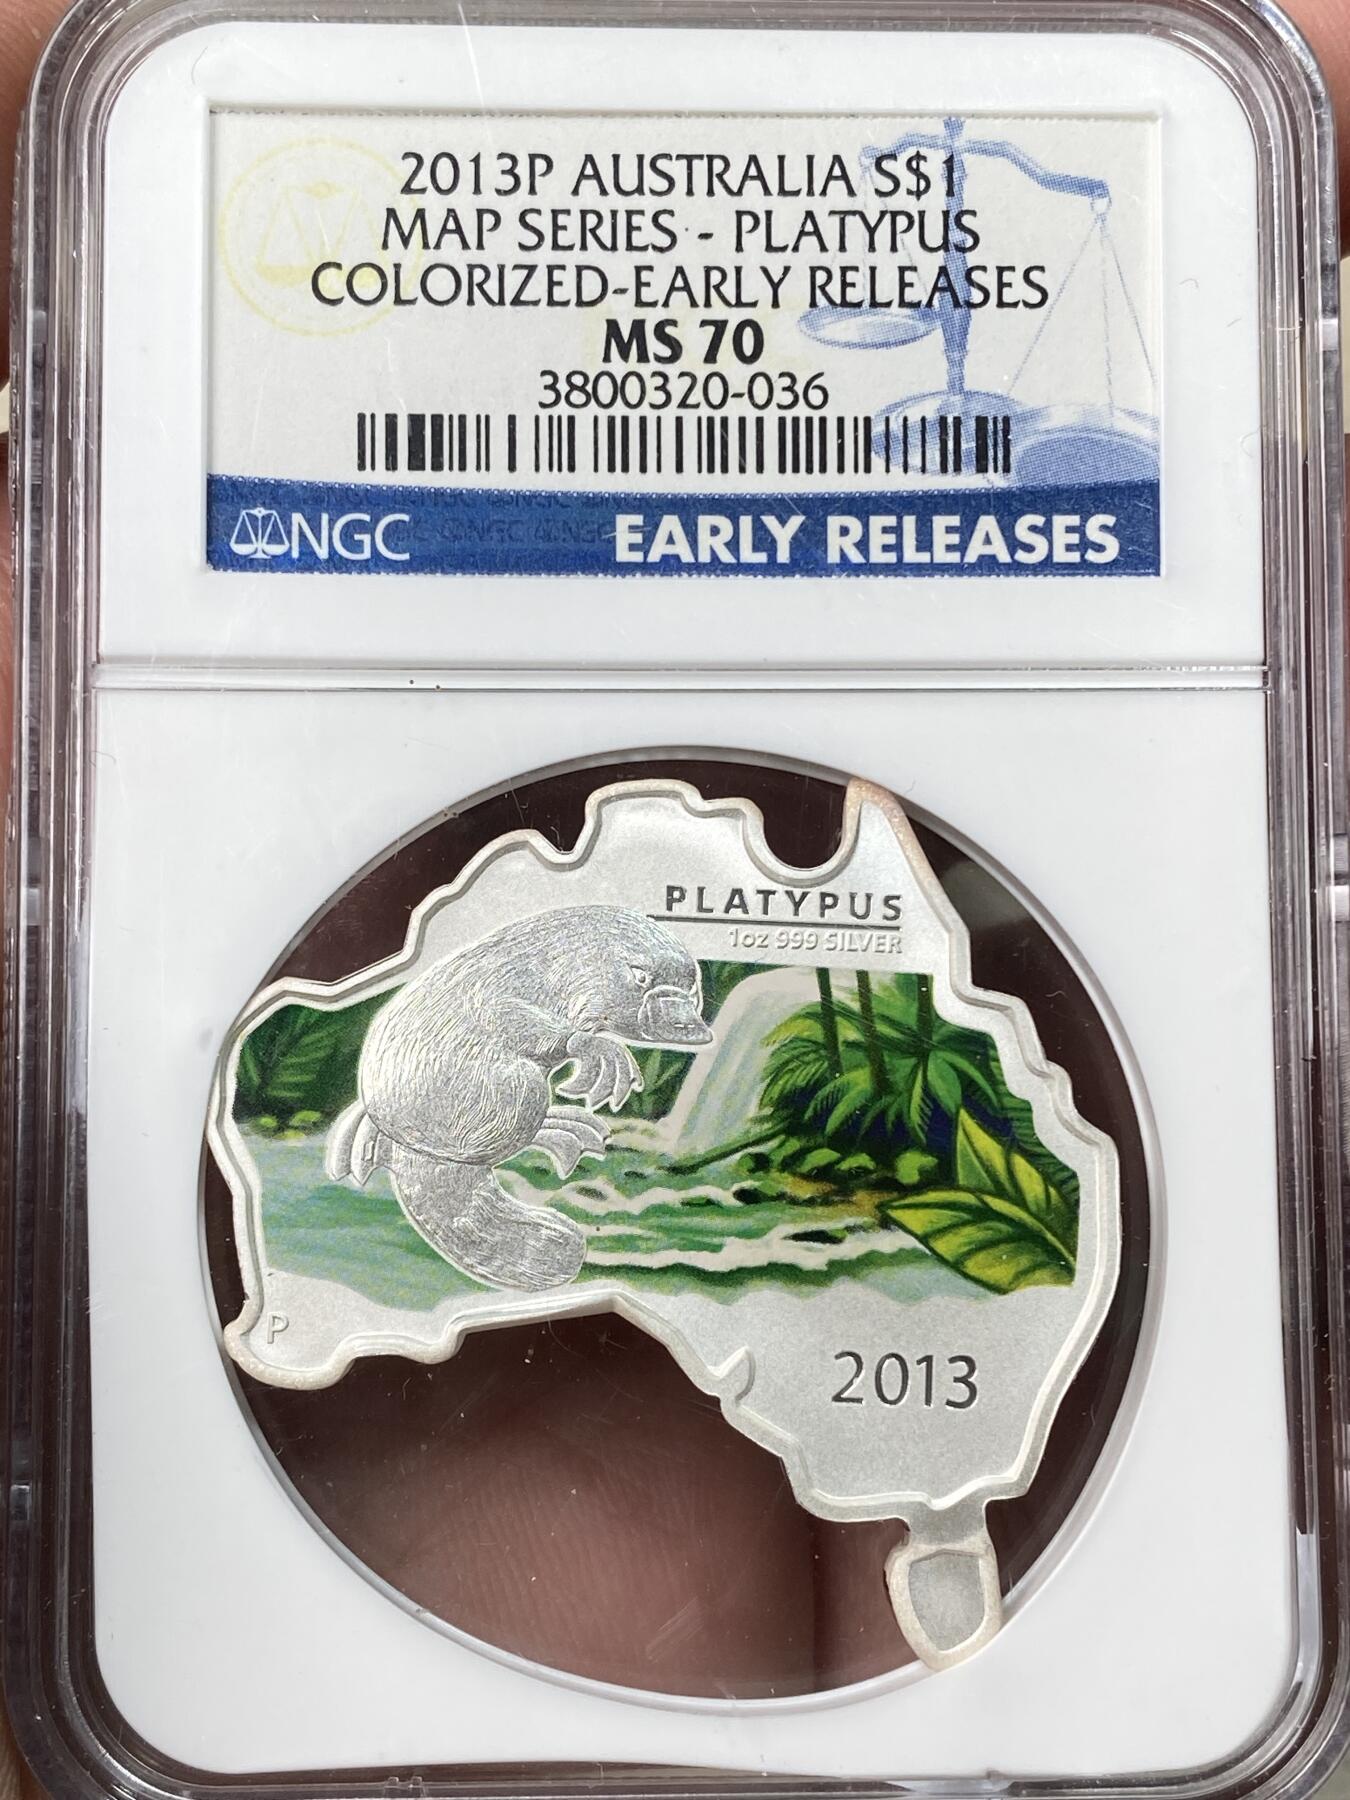 2013P AUSTRALIA S$1
MAP SERIES - PLATYPUS
COLORIZED-EARLY RELEASES
MS 70
3800320-036
NGC
EARLY RELEASES
PLATYPUS
1oz 999 SILVER
P
2013